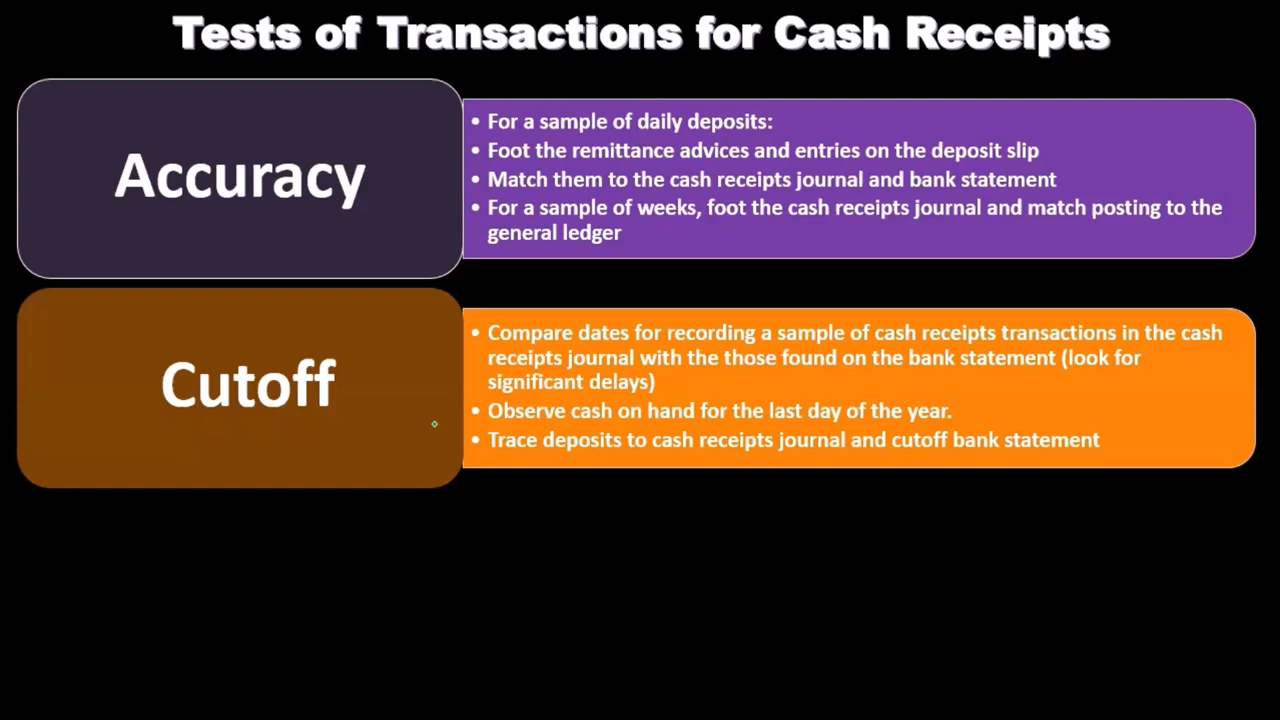 Tests of Transactions for Cash Receipts
Accuracy
• For a sample of daily deposits:
• Foot the remittance advices and entries on the deposit slip
• Match them to the cash receipts journal and bank statement
• For a sample of weeks, foot the cash receipts journal and match posting to the
general ledger
Cutoff
• Compare dates for recording a sample of cash receipts transactions in the cash
receipts journal with the those found on the bank statement (look for
significant delays)
• Observe cash on hand for the last day of the year.
• Trace deposits to cash receipts journal and cutoff bank statement